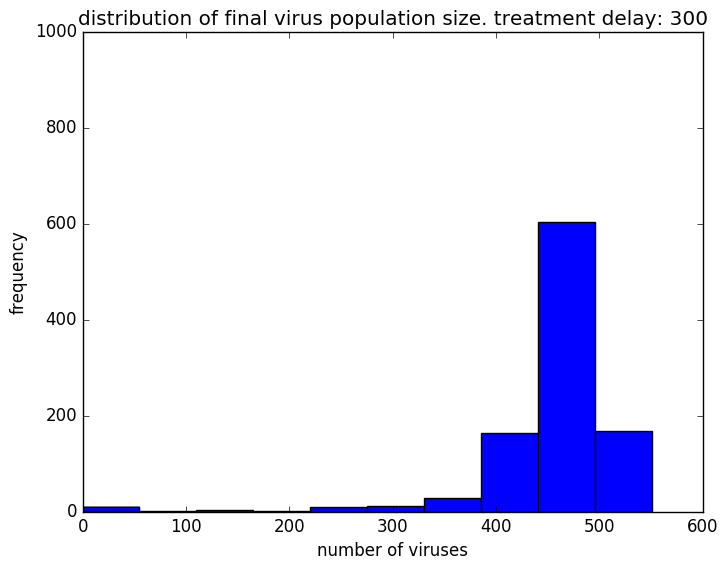 distribution of final virus population size. treatment delay: 300
1000
800
600
400
200
0
frequency
0 100 200 300 400 500 600
number of viruses